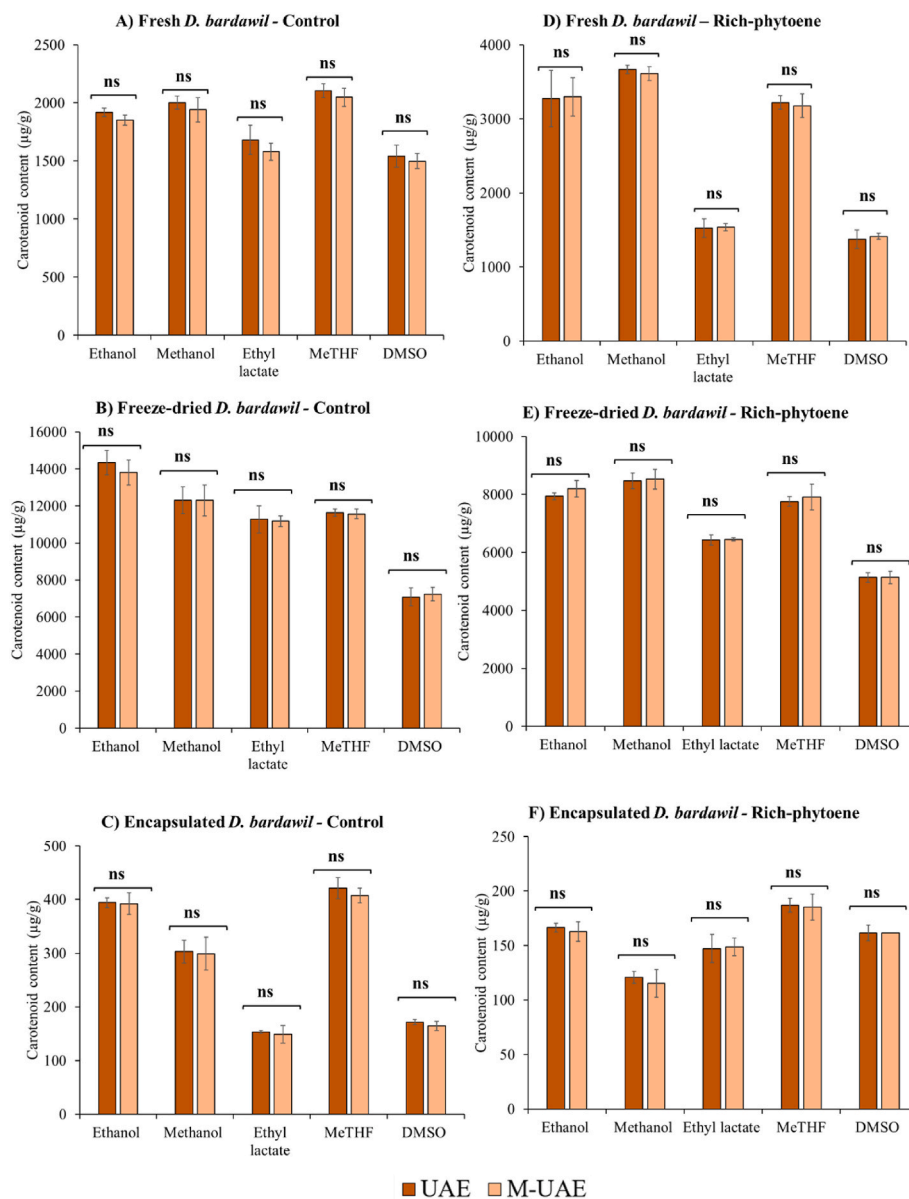 A) Fresh D. bardawil - Control
Carotenoid content (µg/g)
2500
2000
1500
1000
500
0
ns
ns
ns
ns
ns
Ethanol
Methanol
Ethyl
lactate
MeTHF
DMSO
D) Fresh D. bardawil – Rich-phytoene
Carotenoid content (µg/g)
4000
3000
2000
1000
0
ns
ns
ns
ns
ns
Ethanol
Methanol
Ethyl
lactate
MeTHF
DMSO
B) Freeze-dried D. bardawil - Control
Carotenoid content (µg/g)
16000
14000
12000
10000
8000
6000
4000
2000
0
ns
ns
ns
ns
ns
Ethanol
Methanol
Ethyl
lactate
MeTHF
DMSO
E) Freeze-dried D. bardawil - Rich-phytoene
Carotenoid content (µg/g)
10000
8000
6000
4000
2000
0
ns
ns
ns
ns
ns
Ethanol
Methanol
Ethyl lactate
MeTHF
DMSO
C) Encapsulated D. bardawil - Control
Carotenoid content (µg/g)
500
400
300
200
100
0
ns
ns
ns
ns
ns
Ethanol
Methanol
Ethyl
lactate
MeTHF
DMSO
F) Encapsulated D. bardawil - Rich-phytoene
Carotenoid content (µg/g)
250
200
150
100
50
0
ns
ns
ns
ns
ns
Ethanol
Methanol
Ethyl lactate
MeTHF
DMSO
UAE
M-UAE